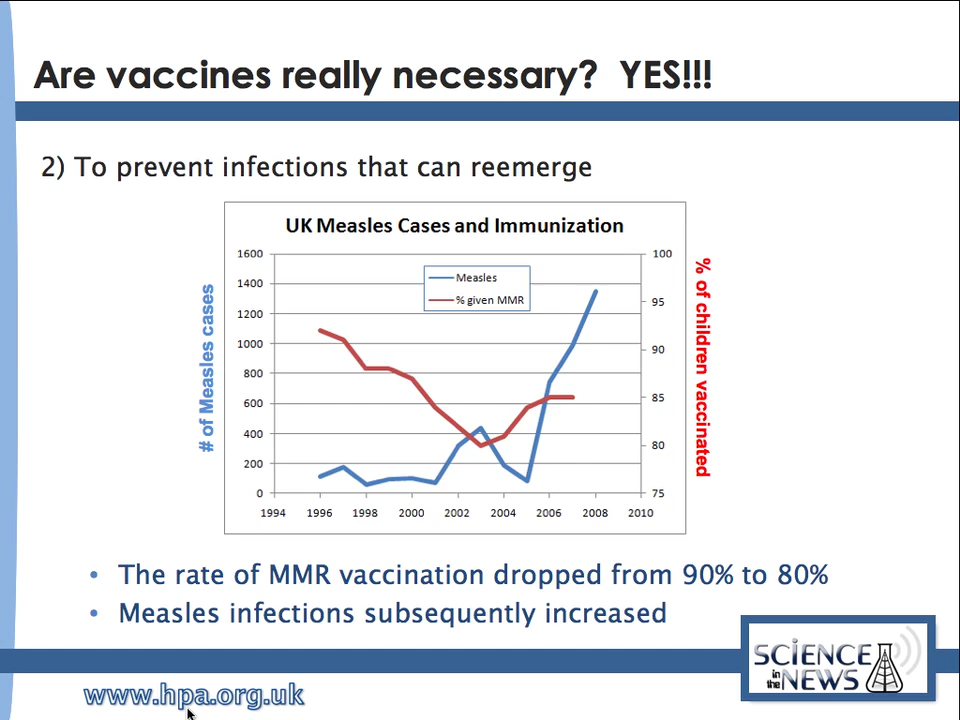 Are vaccines really necessary? YES!!!
2) To prevent infections that can reemerge
UK Measles Cases and Immunization
# of Measles cases
1600
1400
1200
1000
800
600
400
200
0
Measles
% given MMR
100
95
90
85
80
75
% of children vaccinated
1994 1996 1998 2000 2002 2004 2006 2008 2010
• The rate of MMR vaccination dropped from 90% to 80%
• Measles infections subsequently increased
SCIENCE
in the NEWS
www.hpa.org.uk